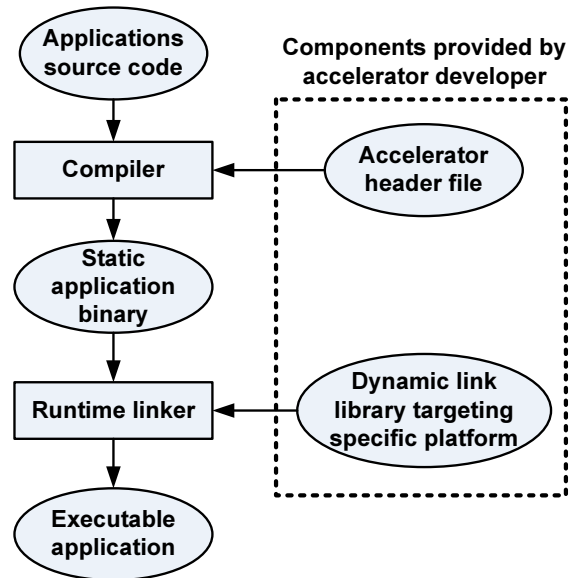 Applications
source code
Components provided by
accelerator developer
Compiler
Accelerator
header file
Static
application
binary
Runtime linker
Dynamic link
library targeting
specific platform
Executable
application